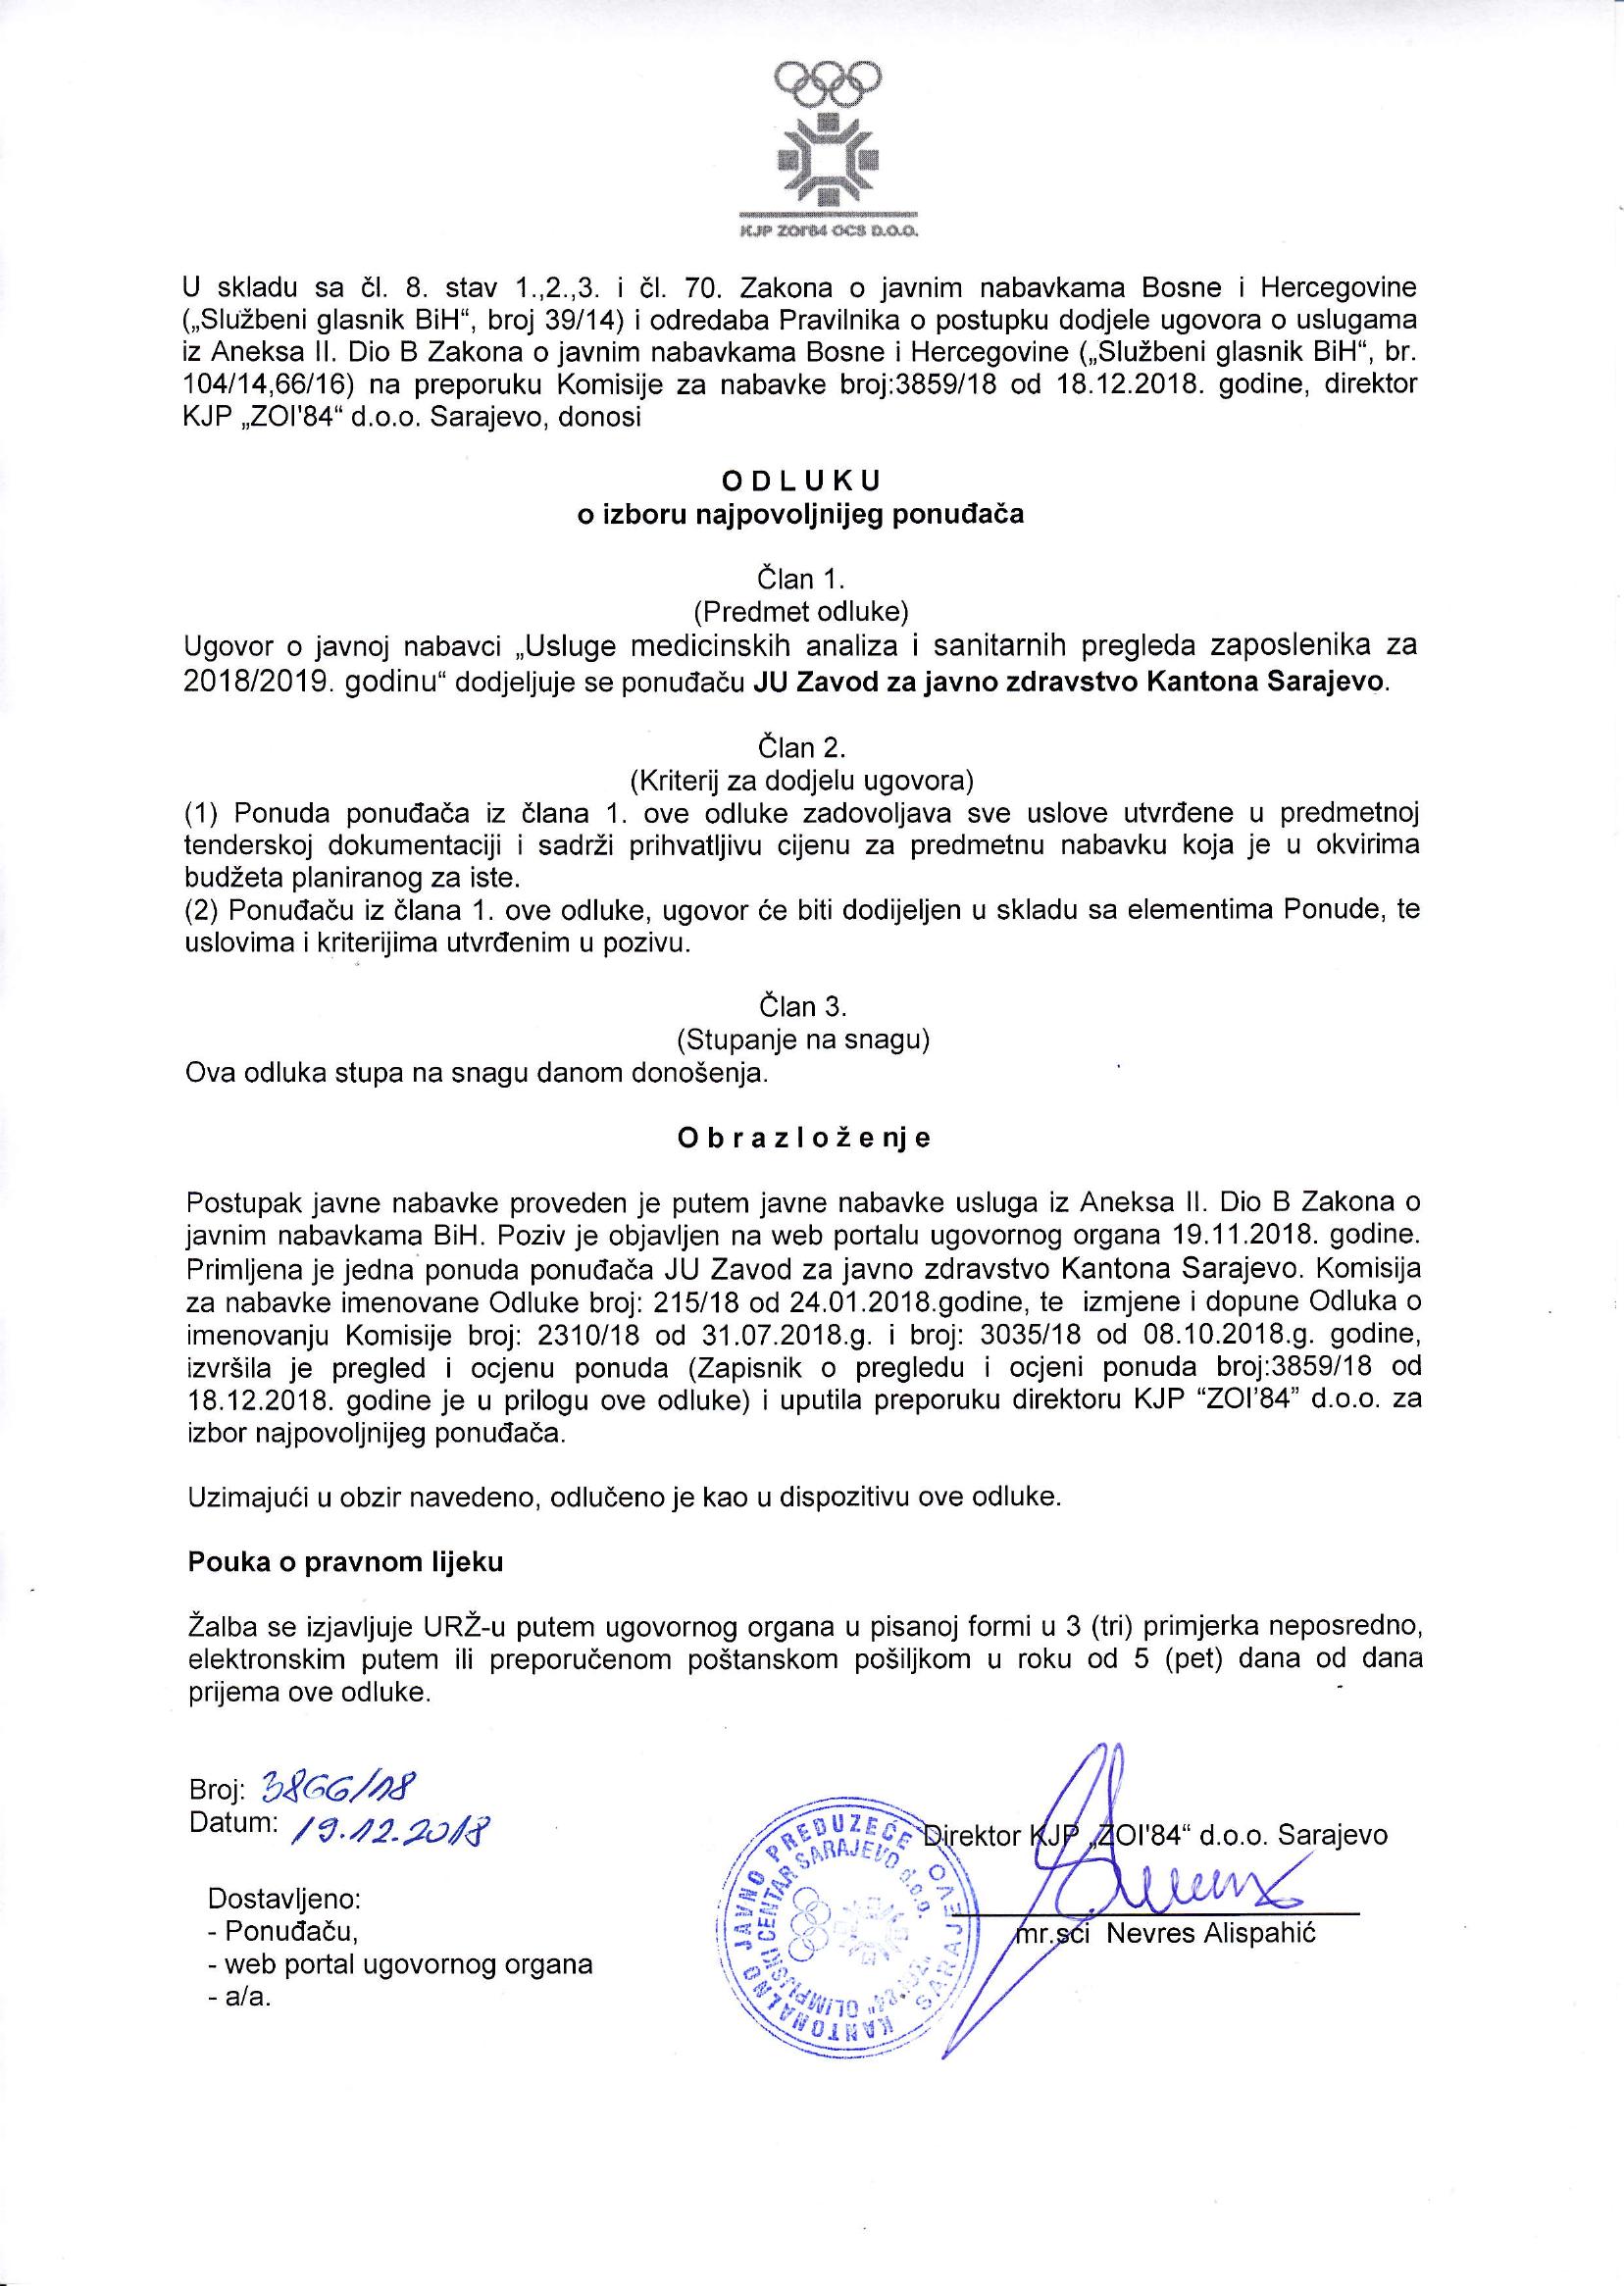 KJP ZOI'84 OCS D.O.O.
U skladu sa čl. 8. stav 1.,2.,3. i čl. 70. Zakona o javnim nabavkama Bosne i Hercegovine
(„Službeni glasnik BiH“, broj 39/14) i odredaba Pravilnika o postupku dodjele ugovora o uslugama
iz Aneksa II. Dio B Zakona o javnim nabavkama Bosne i Hercegovine („Službeni glasnik BiH“, br.
104/14,66/16) na preporuku Komisije za nabavke broj:3859/18 od 18.12.2018. godine, direktor
KJP „ZOI'84“ d.o.o. Sarajevo, donosi
O D L U K U
o izboru najpovoljnijeg ponuđača
Član 1.
(Predmet odluke)
Ugovor o javnoj nabavci „Usluge medicinskih analiza i sanitarnih pregleda zaposlenika za
2018/2019. godinu“ dodjeljuje se ponuđaču JU Zavod za javno zdravstvo Kantona Sarajevo.
Član 2.
(Kriterij za dodjelu ugovora)
(1) Ponuda ponuđača iz člana 1. ove odluke zadovoljava sve uslove utvrđene u predmetnoj
tenderskoj dokumentaciji i sadrži prihvatljivu cijenu za predmetnu nabavku koja je u okvirima
budžeta planiranog za iste.
(2) Ponuđaču iz člana 1. ove odluke, ugovor će biti dodijeljen u skladu sa elementima Ponude, te
uslovima i kriterijima utvrđenim u pozivu.
Član 3.
(Stupanje na snagu)
Ova odluka stupa na snagu danom donošenja.
O b r a z l o ž e nj e
Postupak javne nabavke proveden je putem javne nabavke usluga iz Aneksa II. Dio B Zakona o
javnim nabavkama BiH. Poziv je objavljen na web portalu ugovornog organa 19.11.2018. godine.
Primljena je jedna ponuda ponuđača JU Zavod za javno zdravstvo Kantona Sarajevo. Komisija
za nabavke imenovane Odluke broj: 215/18 od 24.01.2018.godine, te izmjene i dopune Odluka o
imenovanju Komisije broj: 2310/18 od 31.07.2018.g. i broj: 3035/18 od 08.10.2018.g. godine,
izvršila je pregled i ocjenu ponuda (Zapisnik o pregledu i ocjeni ponuda broj:3859/18 od
18.12.2018. godine je u prilogu ove odluke) i uputila preporuku direktoru KJP “ZOI’84” d.o.o. za
izbor najpovoljnijeg ponuđača.
Uzimajući u obzir navedeno, odlučeno je kao u dispozitivu ove odluke.
Pouka o pravnom lijeku
Žalba se izjavljuje URŽ-u putem ugovornog organa u pisanoj formi u 3 (tri) primjerka neposredno,
elektronskim putem ili preporučenom poštanskom pošiljkom u roku od 5 (pet) dana od dana
prijema ove odluke.
Broj: 3866/18
Datum: 19.12.2018
Direktor KJP „ZOI'84“ d.o.o. Sarajevo
mr.sci Nevres Alispahić
KANTONALNO JAVNO PREDUZEĆE
"ZOI '84" OLIMPIJSKI CENTAR SARAJEVO d.o.o.
SARAJEVO
Dostavljeno:
- Ponuđaču,
- web portal ugovornog organa
- a/a.